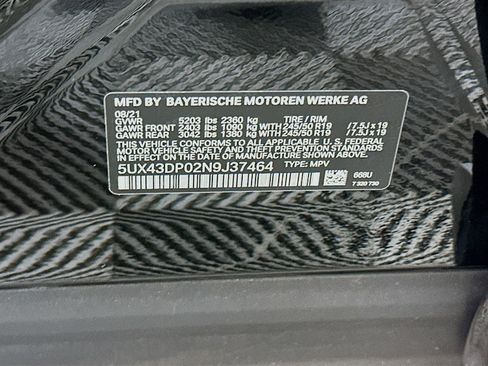 MFD BY BAYERISCHE MOTOREN WERKE AG
08/21
GVWR 5203 lbs 2360 kg TIRE / RIM
GAWR FRONT 2403 lbs 1090 kg WITH 245/50 R19 /7.5J x 19
GAWR REAR 3042 lbs 1380 kg WITH 245/50 R19 /7.5J x 19
THIS VEHICLE CONFORMS TO ALL APPLICABLE U. S. FEDERAL
MOTOR VEHICLE SAFETY AND THEFT PREVENTION STANDARDS
IN EFFECT ON THE DATE OF MANUFACTURE SHOWN ABOVE.
5UX43DP02N9J37464 TYPE: MPV
668U
7 320 730